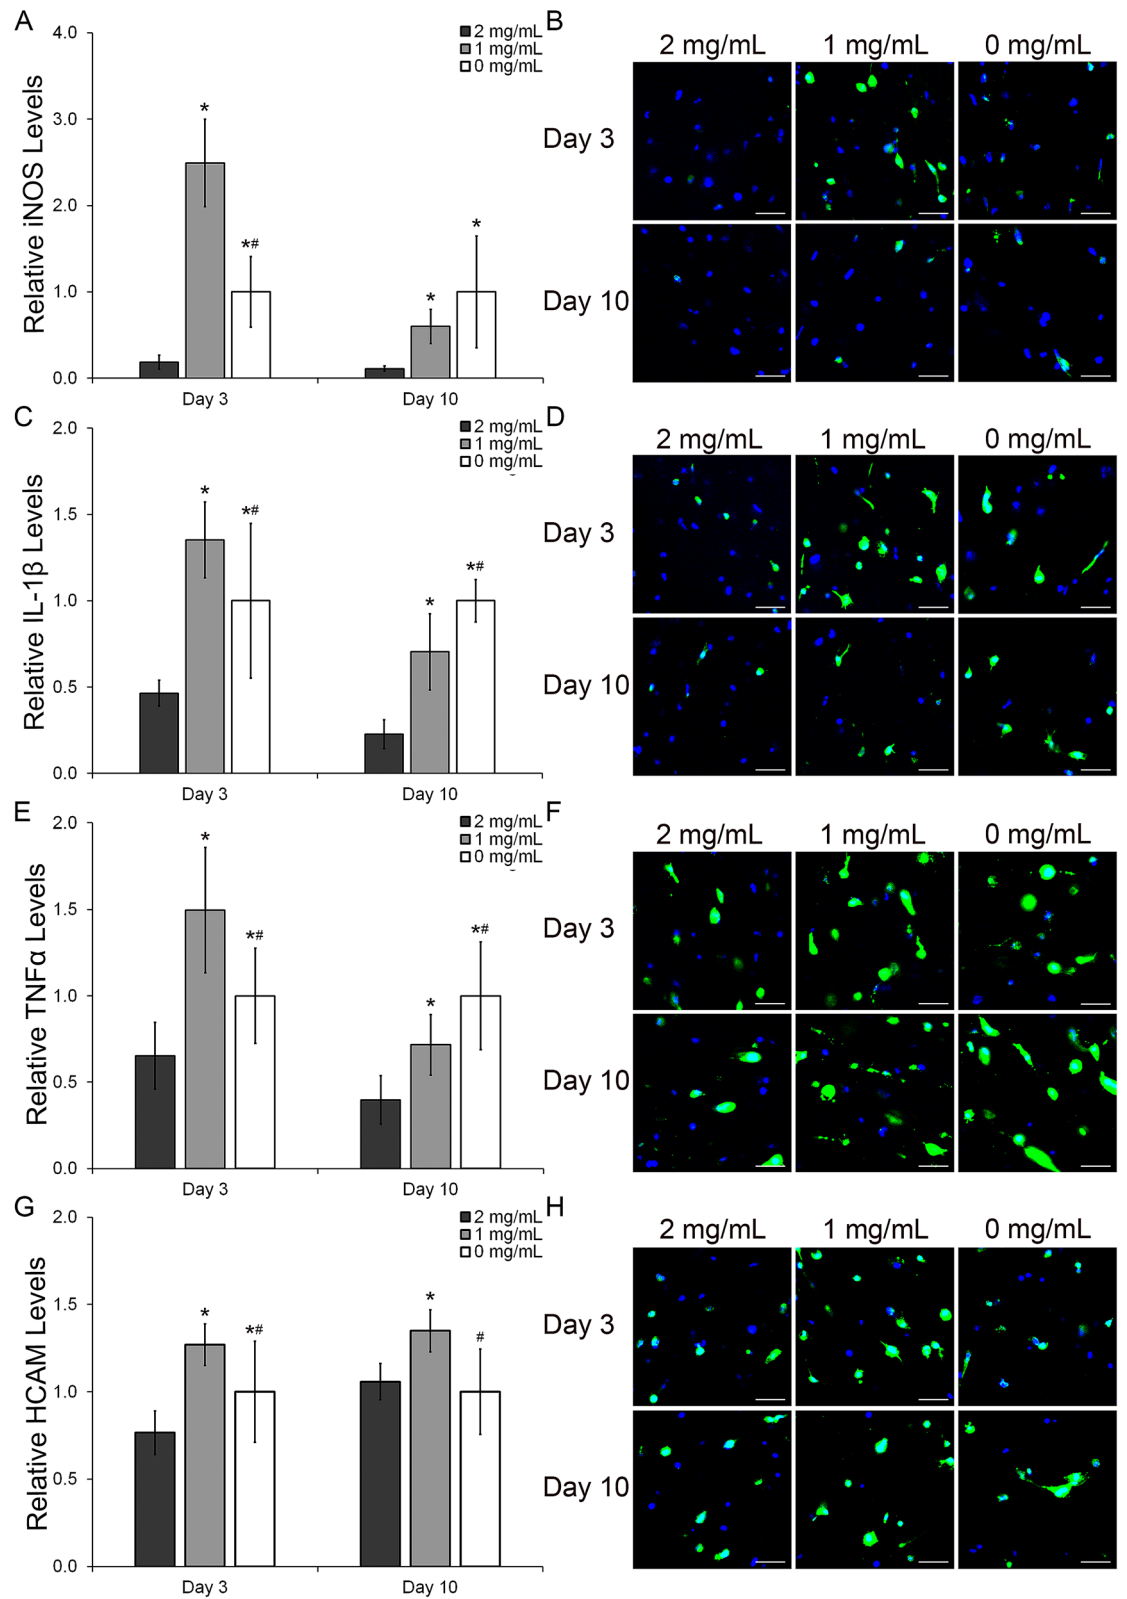 A
4.0
3.0
2.0
1.0
0.0
Relative iNOS Levels
2 mg/mL
1 mg/mL
0 mg/mL
*
*#
*
*
Day 3
Day 10
B
2 mg/mL
1 mg/mL
0 mg/mL
Day 3
Day 10
C
2.0
1.5
1.0
0.5
0.0
Relative IL-1β Levels
2 mg/mL
1 mg/mL
0 mg/mL
*
*#
*
*#
Day 3
Day 10
D
2 mg/mL
1 mg/mL
0 mg/mL
Day 3
Day 10
E
2.0
1.5
1.0
0.5
0.0
Relative TNFα Levels
2 mg/mL
1 mg/mL
0 mg/mL
*
*#
*
*#
Day 3
Day 10
F
2 mg/mL
1 mg/mL
0 mg/mL
Day 3
Day 10
G
2.0
1.5
1.0
0.5
0.0
Relative HCAM Levels
2 mg/mL
1 mg/mL
0 mg/mL
*
*#
*
#
Day 3
Day 10
H
2 mg/mL
1 mg/mL
0 mg/mL
Day 3
Day 10